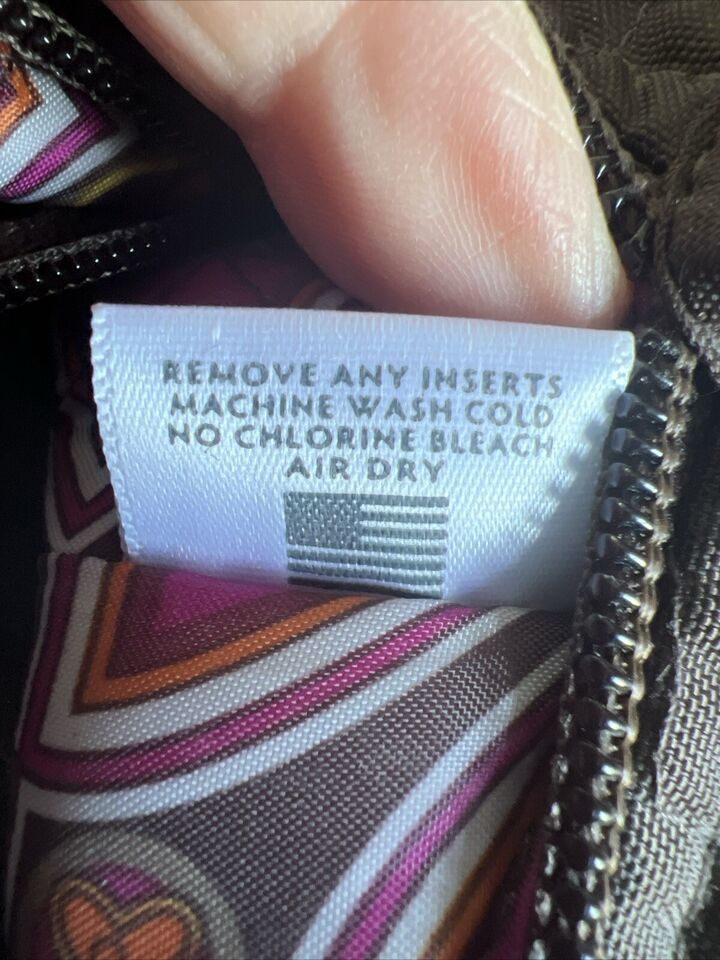 REMOVE ANY INSERTS
MACHINE WASH COLD
NO CHLORINE BLEACH
AIR DRY